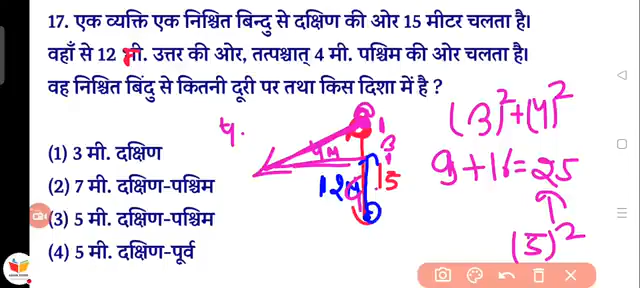 17. एक व्यक्ति एक निश्चित बिन्दु से दक्षिण की ओर 15 मीटर चलता है।
वहाँ से 12 मी. उत्तर की ओर, तत्पश्चात् 4 मी. पश्चिम की ओर चलता है।
वह निश्चित बिंदु से कितनी दूरी पर तथा किस दिशा में है ?
(1) 3 मी. दक्षिण
(2) 7 मी. दक्षिण-पश्चिम
(3) 5 मी. दक्षिण-पश्चिम
(4) 5 मी. दक्षिण-पूर्व
प.
4M
3
12
15
(3)²+(4)²
9+16=25
(5)²